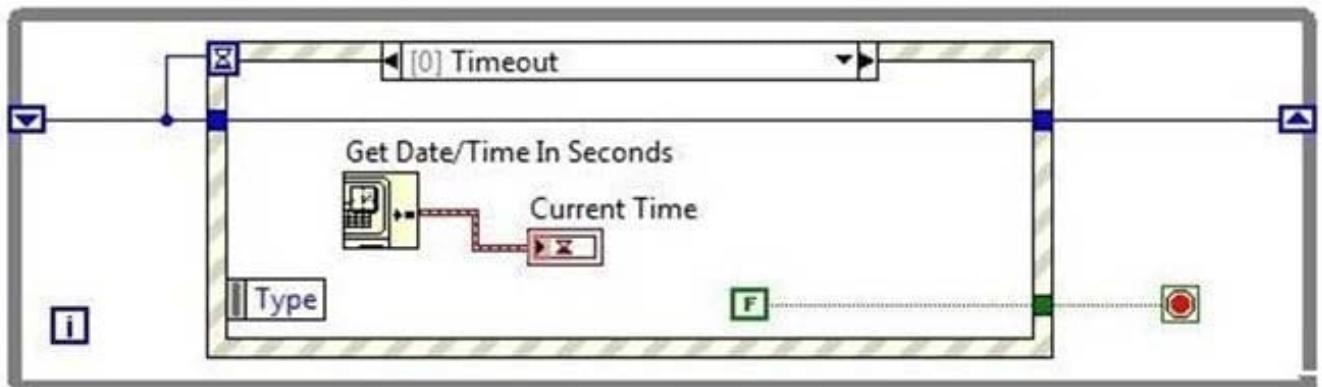 [0] Timeout
Get Date/Time In Seconds
Current Time
Type
F
i